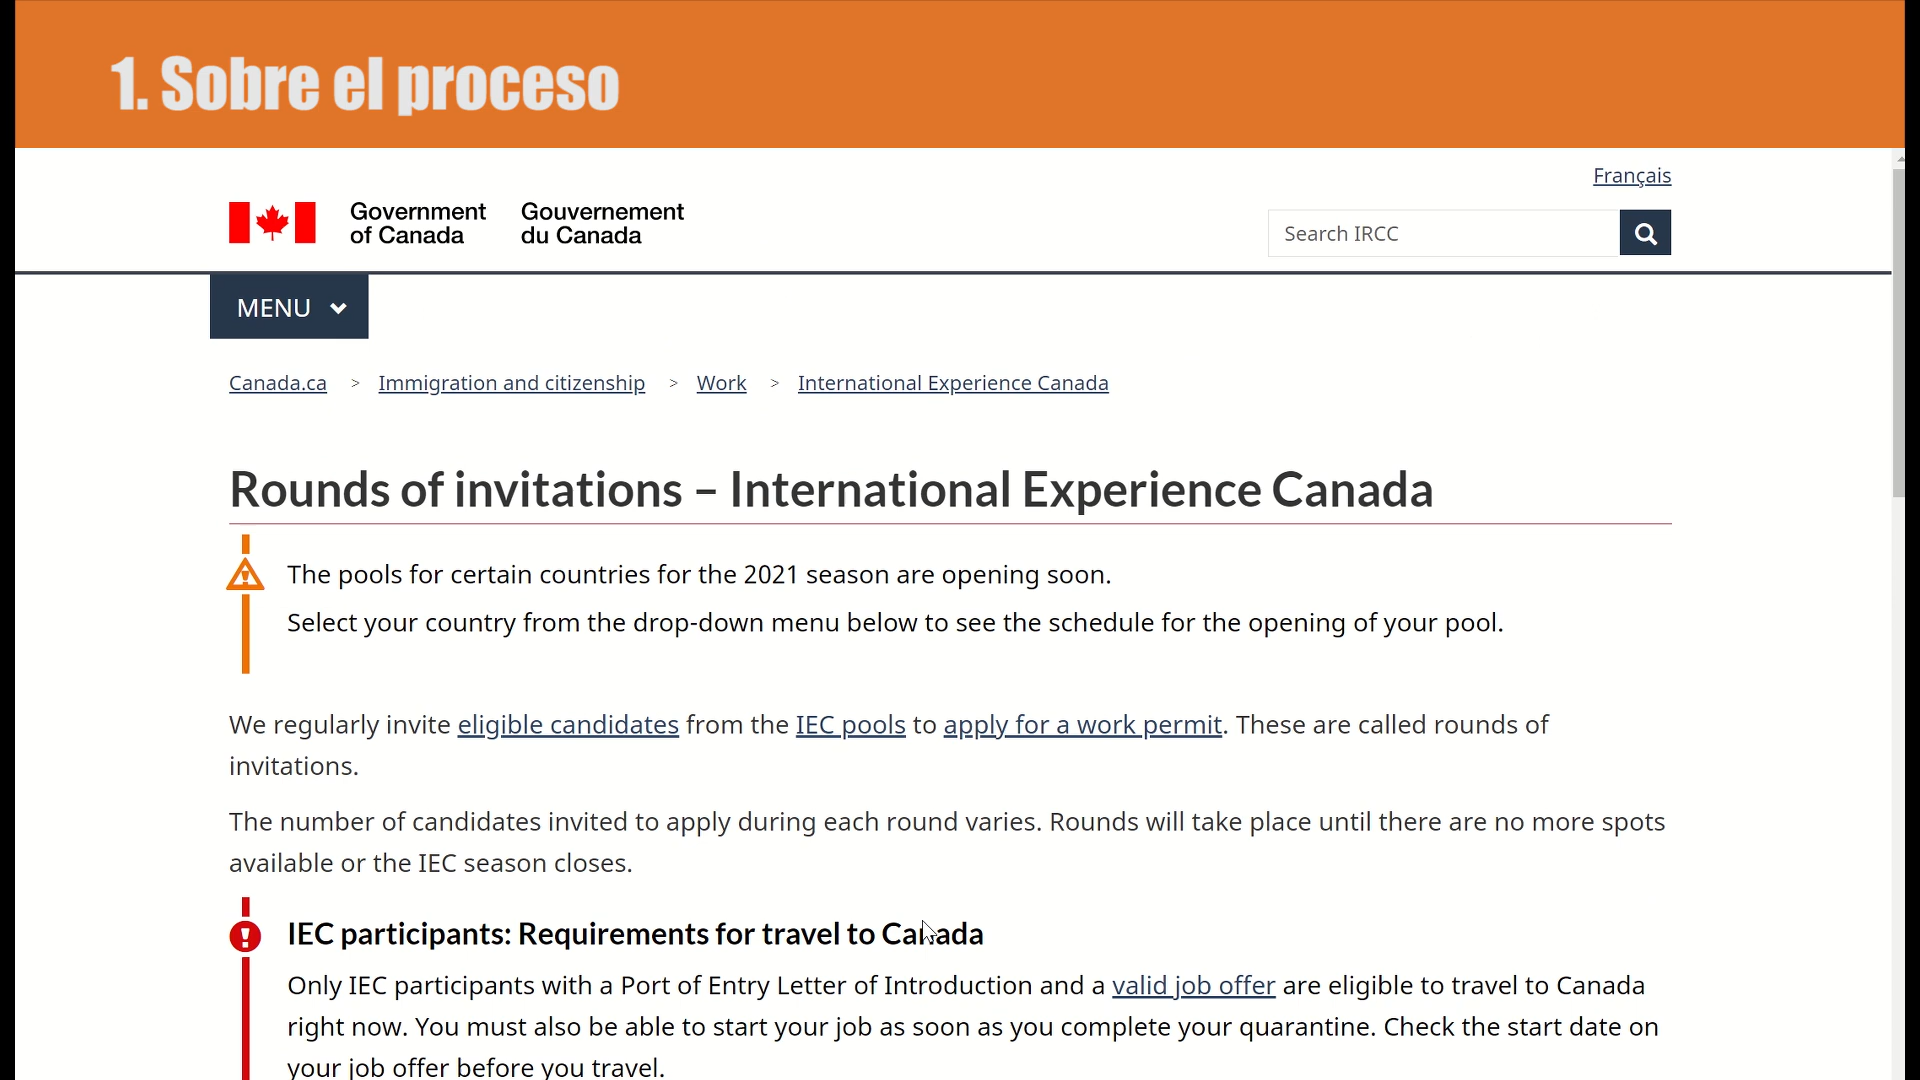 1. Sobre el proceso
Français
Government
of Canada
Gouvernement
du Canada
Search IRCC
MENU
Canada.ca > Immigration and citizenship > Work > International Experience Canada
Rounds of invitations – International Experience Canada
The pools for certain countries for the 2021 season are opening soon.
Select your country from the drop-down menu below to see the schedule for the opening of your pool.
We regularly invite eligible candidates from the IEC pools to apply for a work permit. These are called rounds of
invitations.
The number of candidates invited to apply during each round varies. Rounds will take place until there are no more spots
available or the IEC season closes.
IEC participants: Requirements for travel to Canada
Only IEC participants with a Port of Entry Letter of Introduction and a valid job offer are eligible to travel to Canada
right now. You must also be able to start your job as soon as you complete your quarantine. Check the start date on
your job offer before you travel.